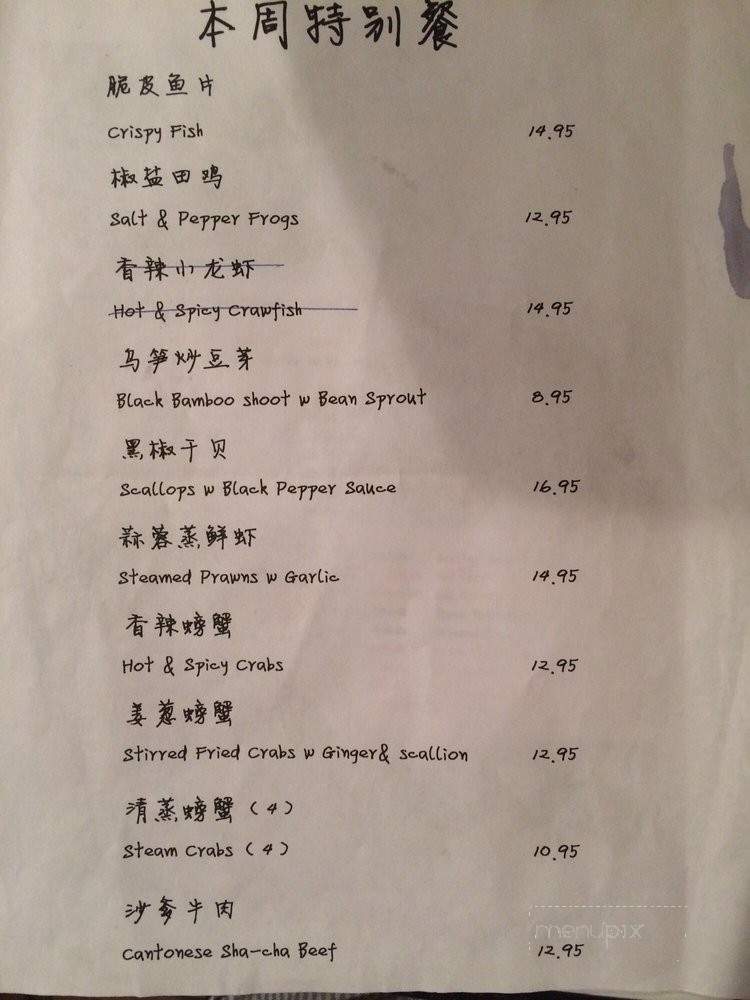 本周特别餐
脆皮鱼片
Crispy Fish 14.95
椒盐田鸡
Salt & Pepper Frogs 12.95
香辣小龙虾
Hot & Spicy Crawfish 14.95
乌笋炒豆芽
Black Bamboo shoot w Bean Sprout 8.95
黑椒干贝
Scallops w Black Pepper Sauce 16.95
蒜蓉蒸鲜虾
Steamed Prawns w Garlic 14.95
香辣螃蟹
Hot & Spicy Crabs 12.95
姜葱螃蟹
Stirred Fried Crabs w Ginger& scallion 12.95
清蒸螃蟹(4)
Steam Crabs (4) 10.95
沙爹牛肉
Cantonese Sha-cha Beef 12.95
menupix